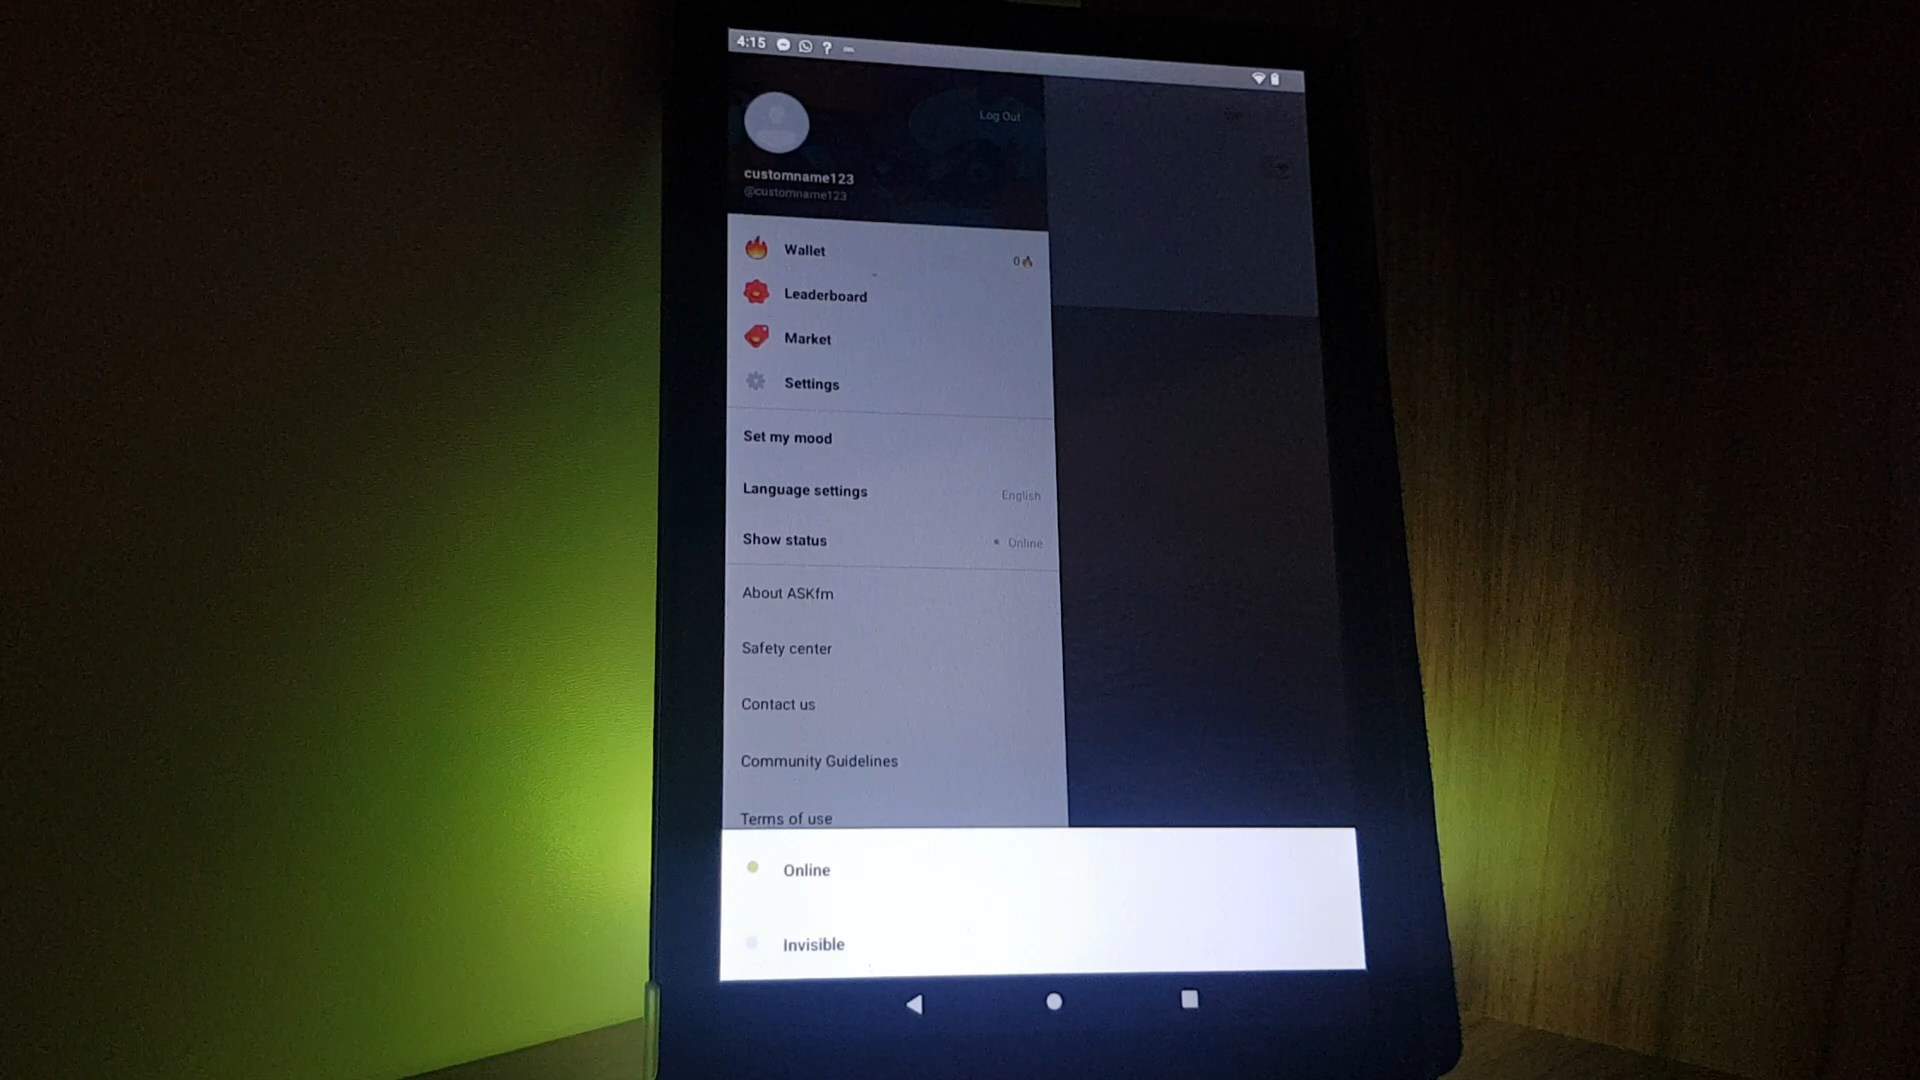 4:15
Log Out
customname123
@customname123
Wallet
0
Leaderboard
Market
Settings
Set my mood
Language settings
English
Show status
Online
About ASKfm
Safety center
Contact us
Community Guidelines
Terms of use
Online
Invisible